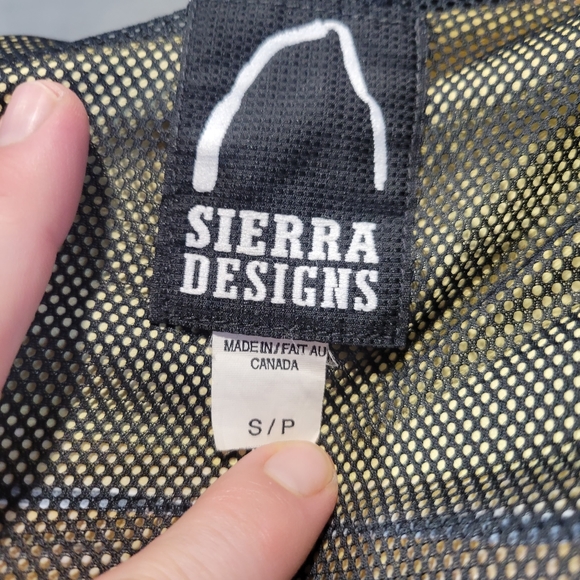 SIERRA
DESIGNS
MADE IN/FAIT AU
CANADA
S/P